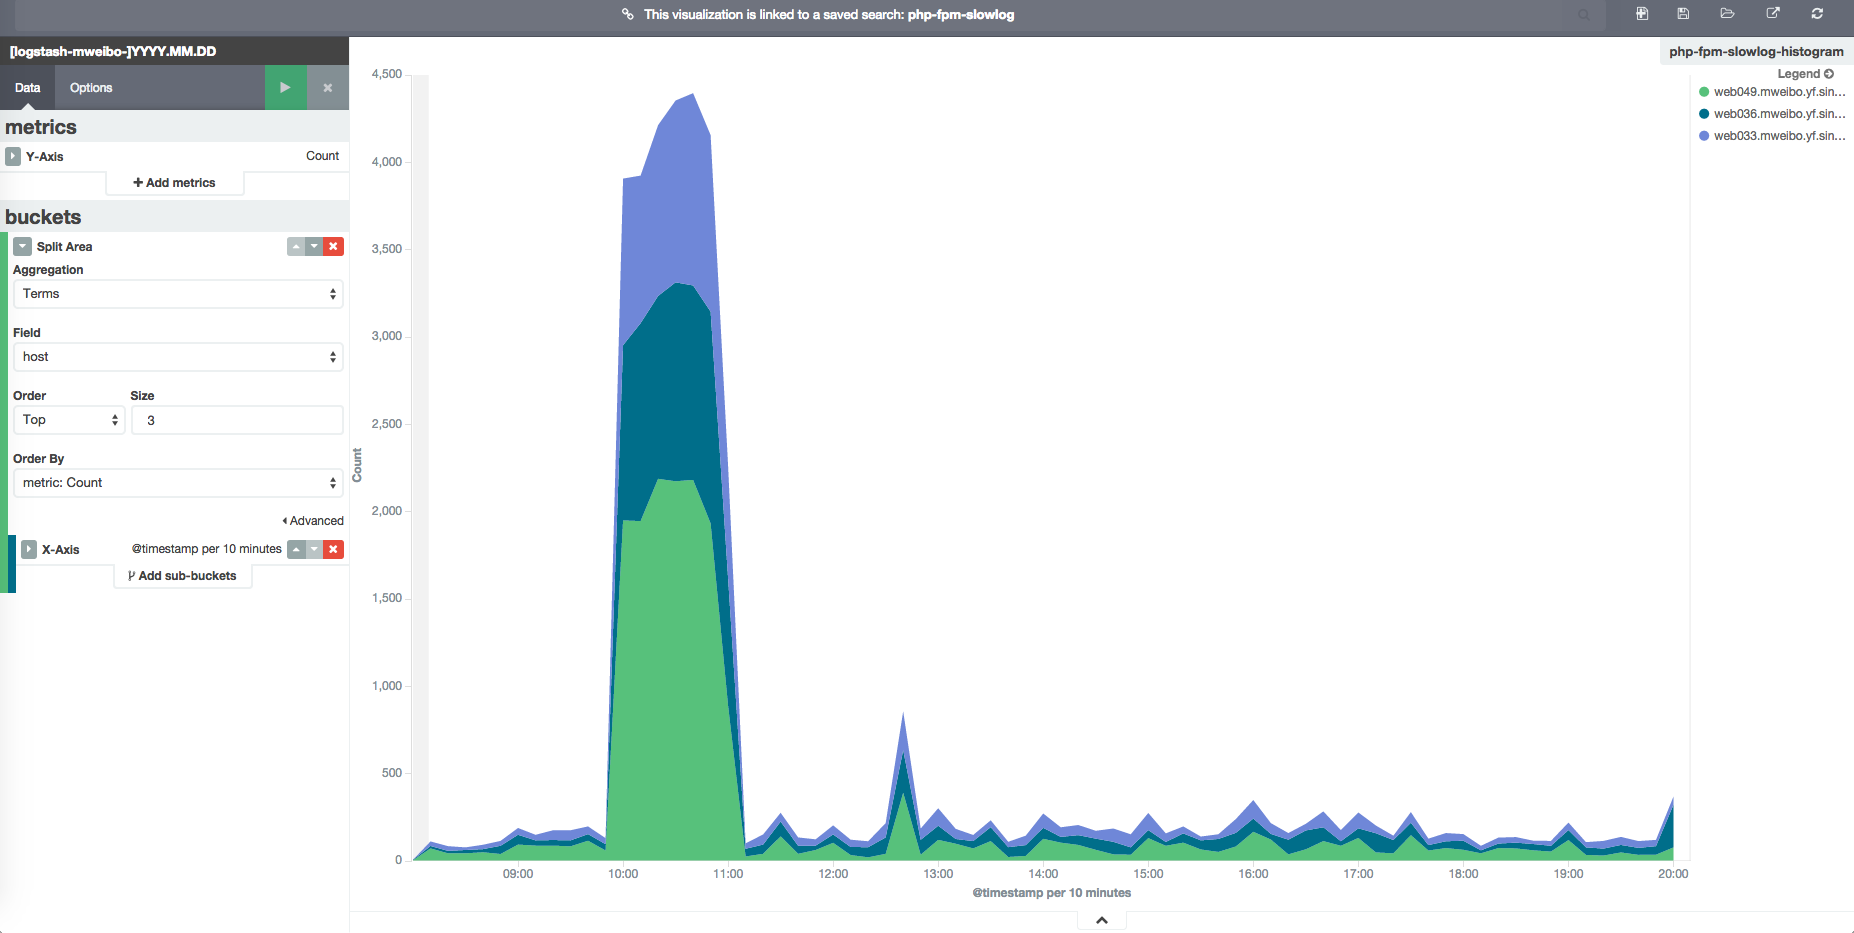 This visualization is linked to a saved search: php-fpm-slowlog
[logstash-mweibo-]YYYY.MM.DD
Data Options
metrics
Y-Axis Count
Add metrics
buckets
Split Area
Aggregation
Terms
Field
host
Order Size
Top 3
Order By
metric: Count
Advanced
X-Axis @timestamp per 10 minutes
Add sub-buckets
php-fpm-slowlog-histogram
Legend
web049.mweibo.yf.sin...
web036.mweibo.yf.sin...
web033.mweibo.yf.sin...
4,500
4,000
3,500
3,000
2,500
2,000
1,500
1,000
500
0
Count
09:00 10:00 11:00 12:00 13:00 14:00 15:00 16:00 17:00 18:00 19:00 20:00
@timestamp per 10 minutes